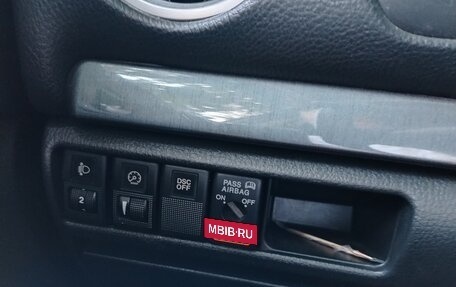 DSC
OFF
PASS
AIRBAG
ON OFF
2
MBIB·RU